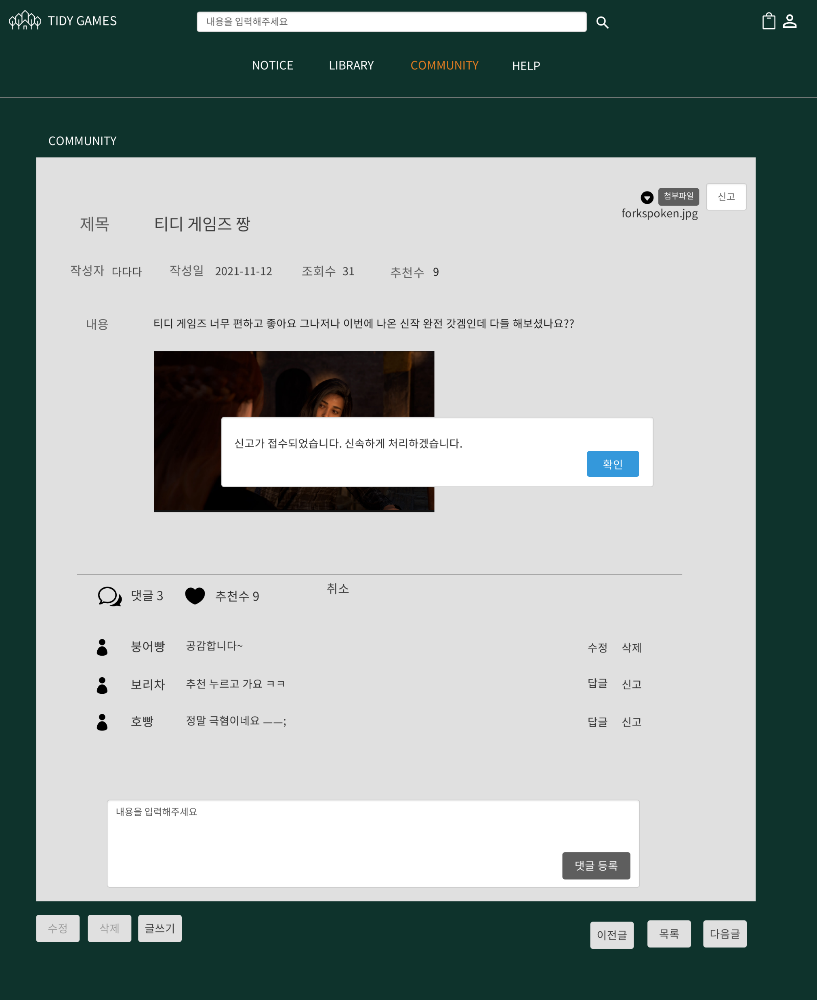 TIDY GAMES
내용을 입력해주세요
NOTICE LIBRARY COMMUNITY HELP
COMMUNITY
첨부파일 신고
forkspoken.jpg
제목 티디 게임즈 짱
작성자 다다다 작성일 2021-11-12 조회수 31 추천수 9
내용 티디 게임즈 너무 편하고 좋아요 그나저나 이번에 나온 신작 완전 갓겜인데 다들 해보셨나요??
신고가 접수되었습니다. 신속하게 처리하겠습니다.
확인
댓글 3 추천수 9 취소
붕어빵 공감합니다~ 수정 삭제
보리차 추천 누르고 가요 ㅋㅋ 답글 신고
호빵 정말 극혐이네요 ㅡㅡ; 답글 신고
내용을 입력해주세요
댓글 등록
수정 삭제 글쓰기 이전글 목록 다음글